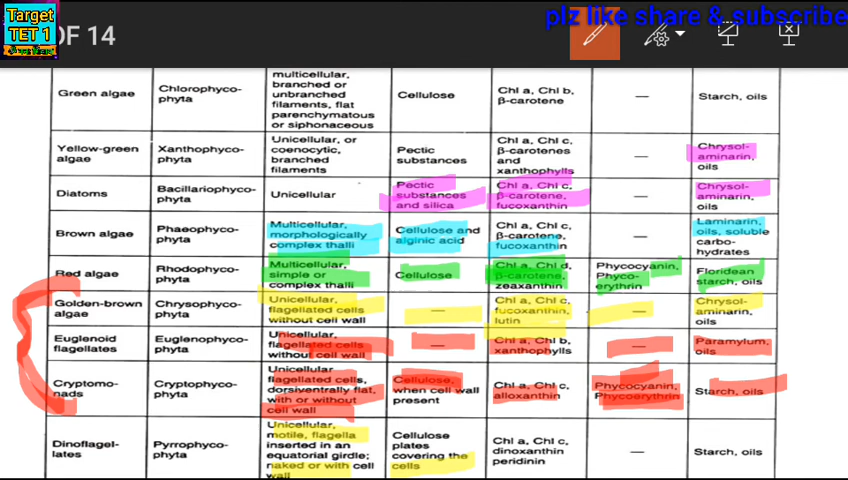 plz like share & subscribe
Target
TET 1
OF 14
Green algae
Chlorophyco-
phyta
multicellular,
branched or
unbranched
filaments, flat
parenchymatous
or siphonaceous
Cellulose
Chl a, Chl b,
β-carotene
—
Starch, oils
Yellow-green
algae
Xanthophyco-
phyta
Unicellular, or
coenocytic,
branched
filaments
Pectic
substances
Chl a, Chl c,
β-carotenes
and
xanthophylls
—
Chrysol-
aminarin,
oils
Diatoms
Bacillariophyco-
phyta
Unicellular
Pectic
substances
and silica
Chl a, Chl c,
β-carotene,
fucoxanthin
—
Chrysol-
aminarin,
oils
Brown algae
Phaeophyco-
phyta
Multicellular,
morphologically
complex thalli
Cellulose and
alginic acid
Chl a, Chl c,
β-carotene,
fucoxanthin
—
Laminarin,
oils, soluble
carbo-
hydrates
Red algae
Rhodophyco-
phyta
Multicellular,
simple or
complex thalli
Cellulose
Chl a, Chl d,
β-carotene,
zeaxanthin
Phycocyanin,
Phyco-
erythrin
Floridean
starch, oils
Golden-brown
algae
Chrysophyco-
phyta
Unicellular,
flagellated cells
without cell wall
—
Chl a, Chl c,
fucoxanthin,
lutin
—
Chrysol-
aminarin,
oils
Euglenoid
flagellates
Euglenophyco-
phyta
Unicellular,
flagellated cells
without cell wall
—
Chl a, Chl b,
xanthophylls
—
Paramylum,
oils
Cryptomo-
nads
Cryptophyco-
phyta
Unicellular
flagellated cells,
dorsiventrally flat,
with or without
cell wall
Cellulose,
when cell wall
present
Chl a, Chl c,
alloxanthin
Phycocyanin,
Phycoerythrin
Starch, oils
Dinoflagel-
lates
Pyrrophyco-
phyta
Unicellular,
motile, flagella
inserted in an
equatorial girdle;
naked or with cell
wall
Cellulose
plates
covering the
cells
Chl a, Chl c,
dinoxanthin
peridinin
—
Starch, oils